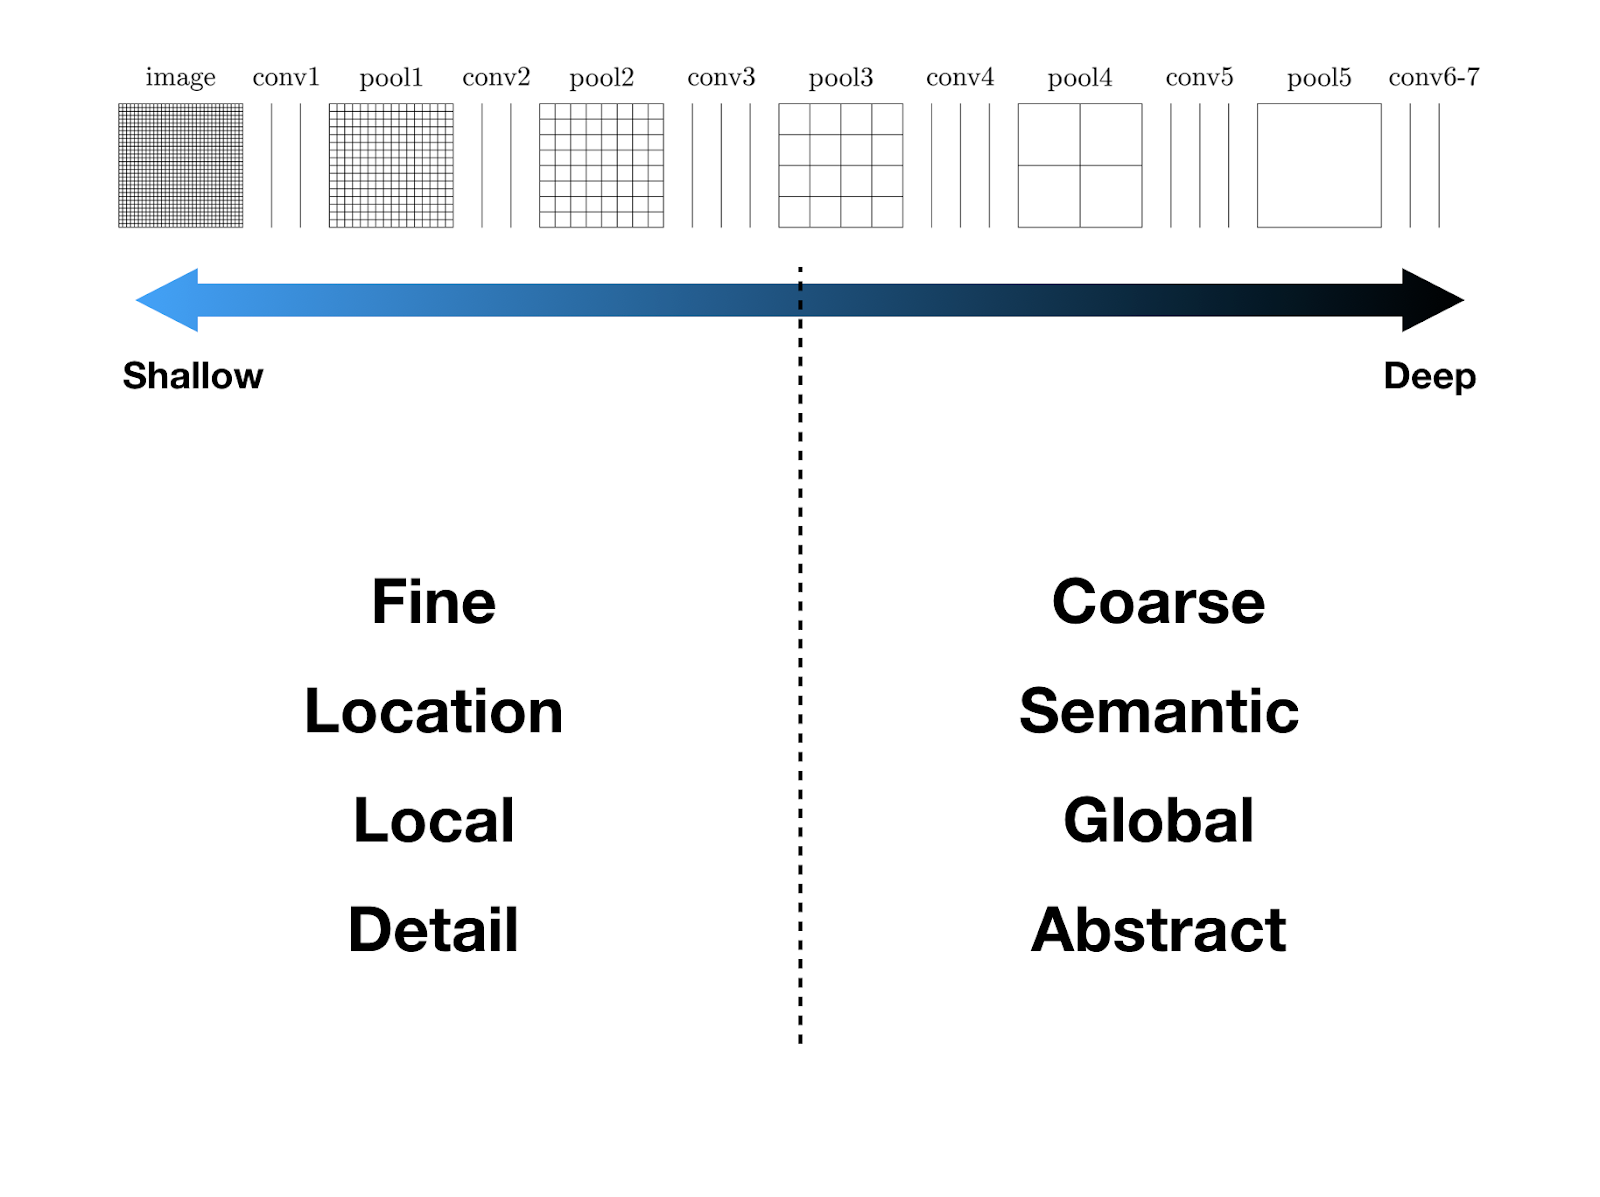 image conv1 pool1 conv2 pool2 conv3 pool3 conv4 pool4 conv5 pool5 conv6-7
Shallow Deep
Fine Coarse
Location Semantic
Local Global
Detail Abstract